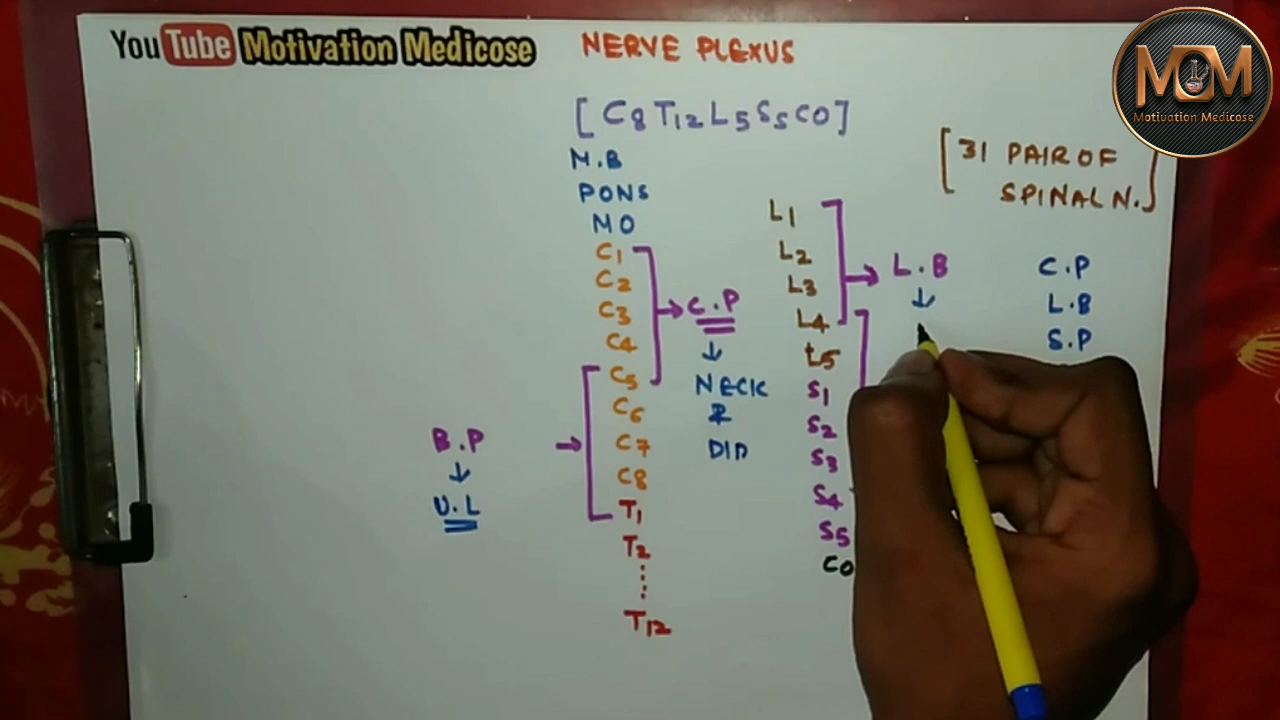 YouTube Motivation Medicose
NERVE PLEXUS
MOM
Motivation Medicose
[C8 T12 L5 S5 CO]
[31 PAIR OF
SPINAL N.]
M.B
PONS
MO
C1
C2
C3
C4
C5
C6
C7
C8
T1
T2
T12
C.P
NECK
&
DIA
B.P
U.L
L1
L2
L3
L4
L5
S1
S2
S3
S4
S5
CO
L.B
C.P
L.B
S.P